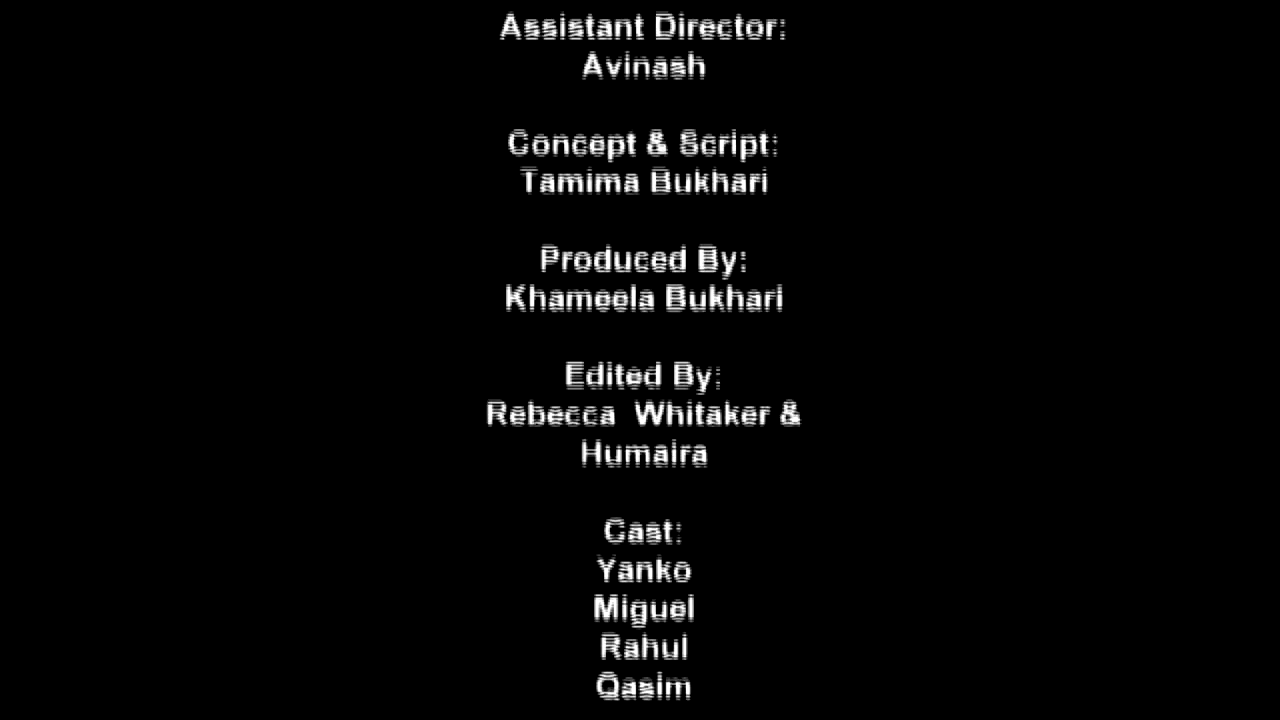 Assistant Director:
Avinash
Concept & Script:
Tamima Bukhari
Produced By:
Khameela Bukhari
Edited By:
Rebecca Whitaker &
Humaira
Cast:
Yanko
Miguel
Rahul
Qasim